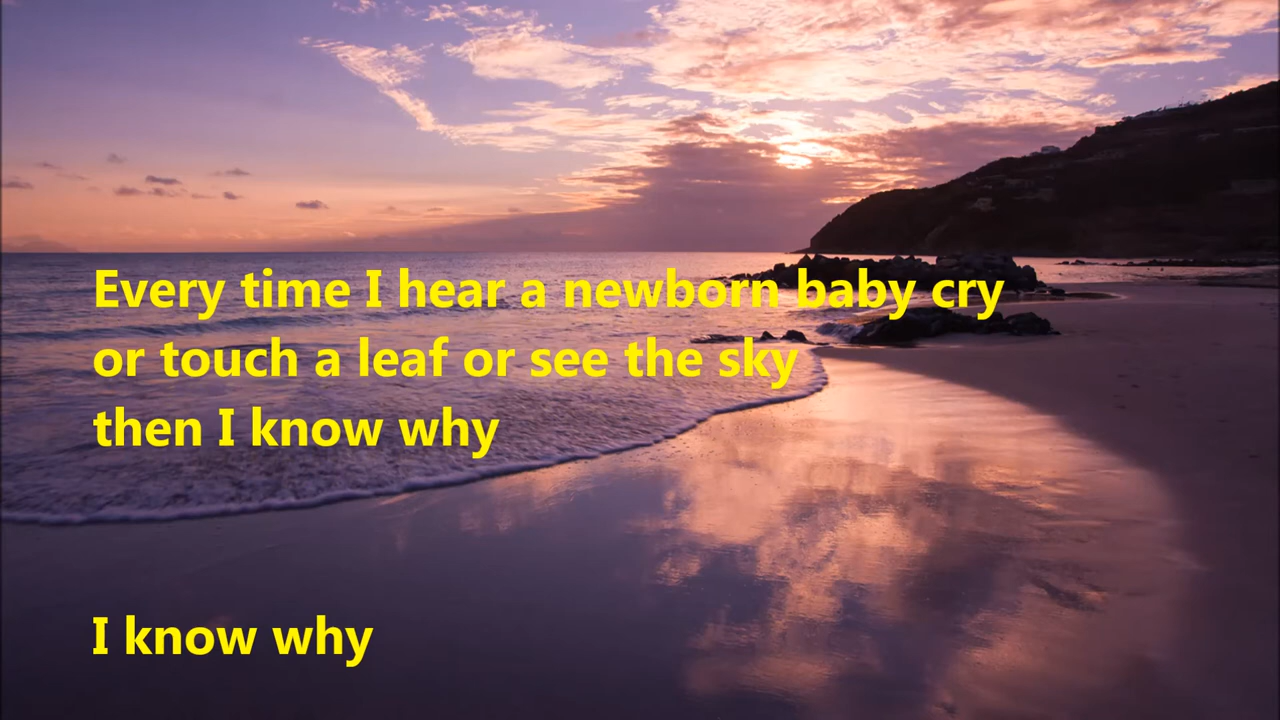 Every time I hear a newborn baby cry
or touch a leaf or see the sky
then I know why
I know why